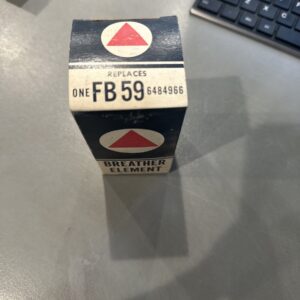 REPLACES
ONE FB 59 6484966
BREATHER
ELEMENT